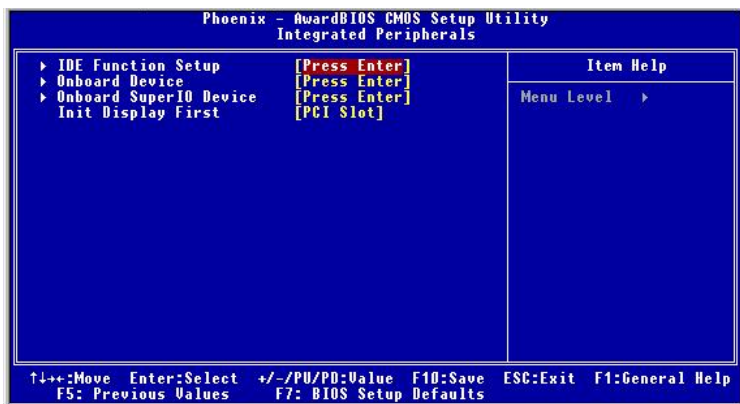 Phoenix - AwardBIOS CMOS Setup Utility
Integrated Peripherals
▸ IDE Function Setup [Press Enter]
▸ Onboard Device [Press Enter]
▸ Onboard SuperIO Device [Press Enter]
Init Display First [PCI Slot]
Item Help
Menu Level ▸
↑↓→←:Move Enter:Select +/-/PU/PD:Value F10:Save ESC:Exit F1:General Help
F5: Previous Values F7: BIOS Setup Defaults